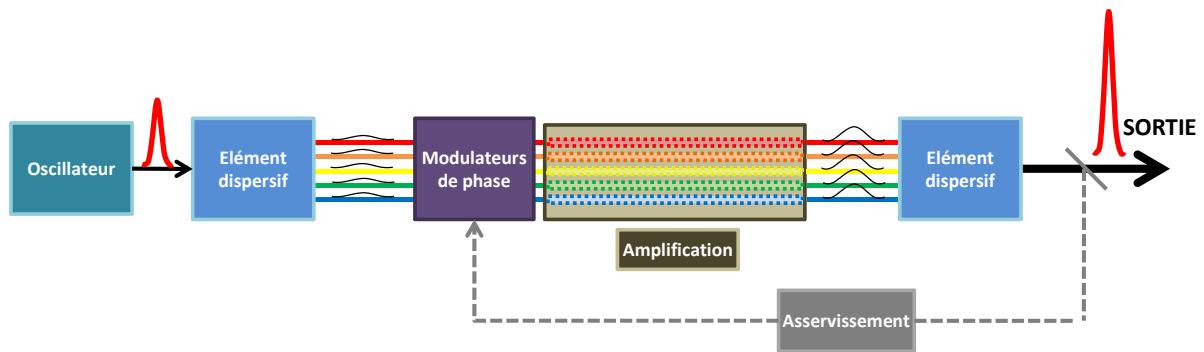 Oscillateur
Elément
dispersif
Modulateurs
de phase
Amplification
Elément
dispersif
SORTIE
Asservissement